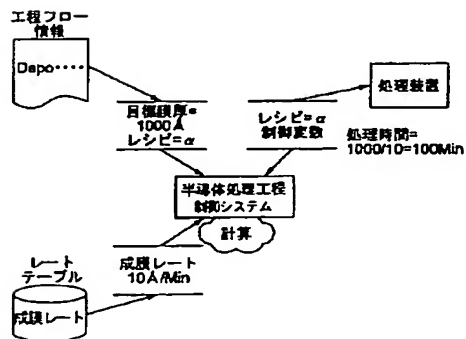 工程フロー
情報
Depo・・・・・
目標膜厚=
1000Å
レシピ=α
レシピ=α
制御変数
処理装置
処理時間=
1000/10=100Min
半導体処理工程
制御システム
計算
成膜レート
10Å/Min
レート
テーブル
成膜レート